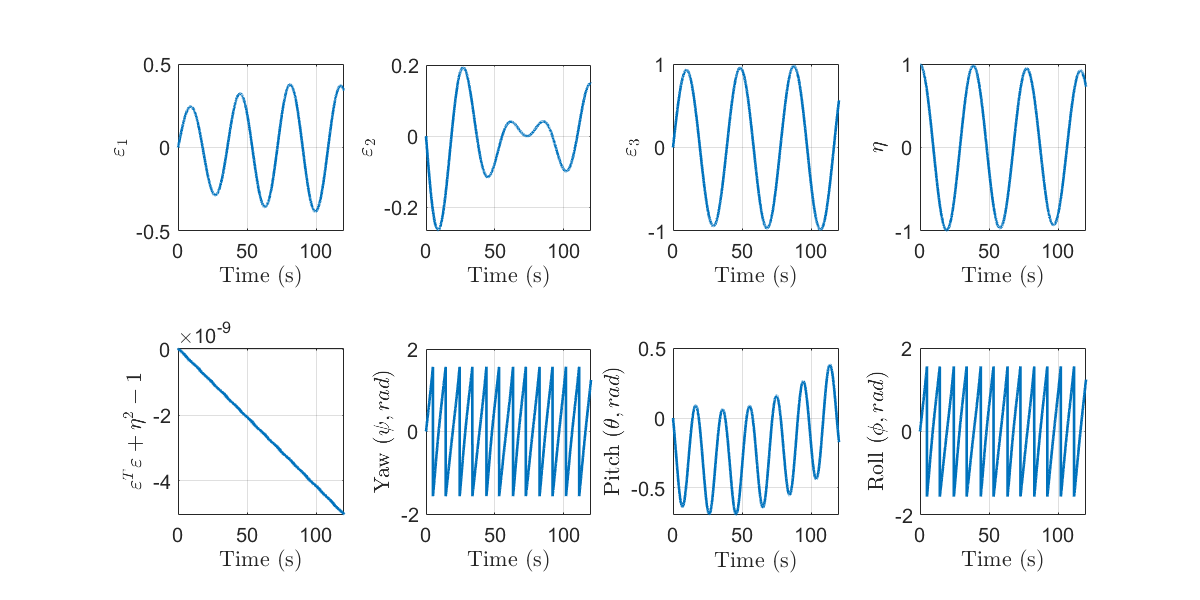 0.5
0
-0.5
ε₁
0 50 100
Time (s)
0.2
0
-0.2
ε₂
0 50 100
Time (s)
1
0
-1
ε₃
0 50 100
Time (s)
1
0
-1
η
0 50 100
Time (s)
×10⁻⁹
0
-2
-4
εᵀε + η² − 1
0 50 100
Time (s)
2
0
-2
Yaw (ψ, rad)
0 50 100
Time (s)
0.5
0
-0.5
Pitch (θ, rad)
0 50 100
Time (s)
2
0
-2
Roll (ϕ, rad)
0 50 100
Time (s)